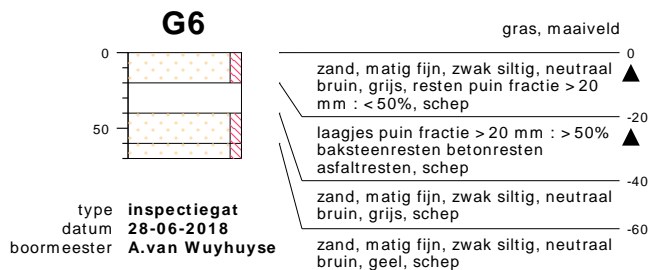 G6
gras, maaiveld
0
50
0
zand, matig fijn, zwak siltig, neutraal
bruin, grijs, resten puin fractie >20
mm : <50%, schep
-20
laagjes puin fractie >20 mm : >50%
baksteenresten betonresten
asfaltresten, schep
-40
zand, matig fijn, zwak siltig, neutraal
bruin, grijs, schep
-60
zand, matig fijn, zwak siltig, neutraal
bruin, geel, schep
type inspectiegat
datum 28-06-2018
boormeester A.van Wuyhuyse